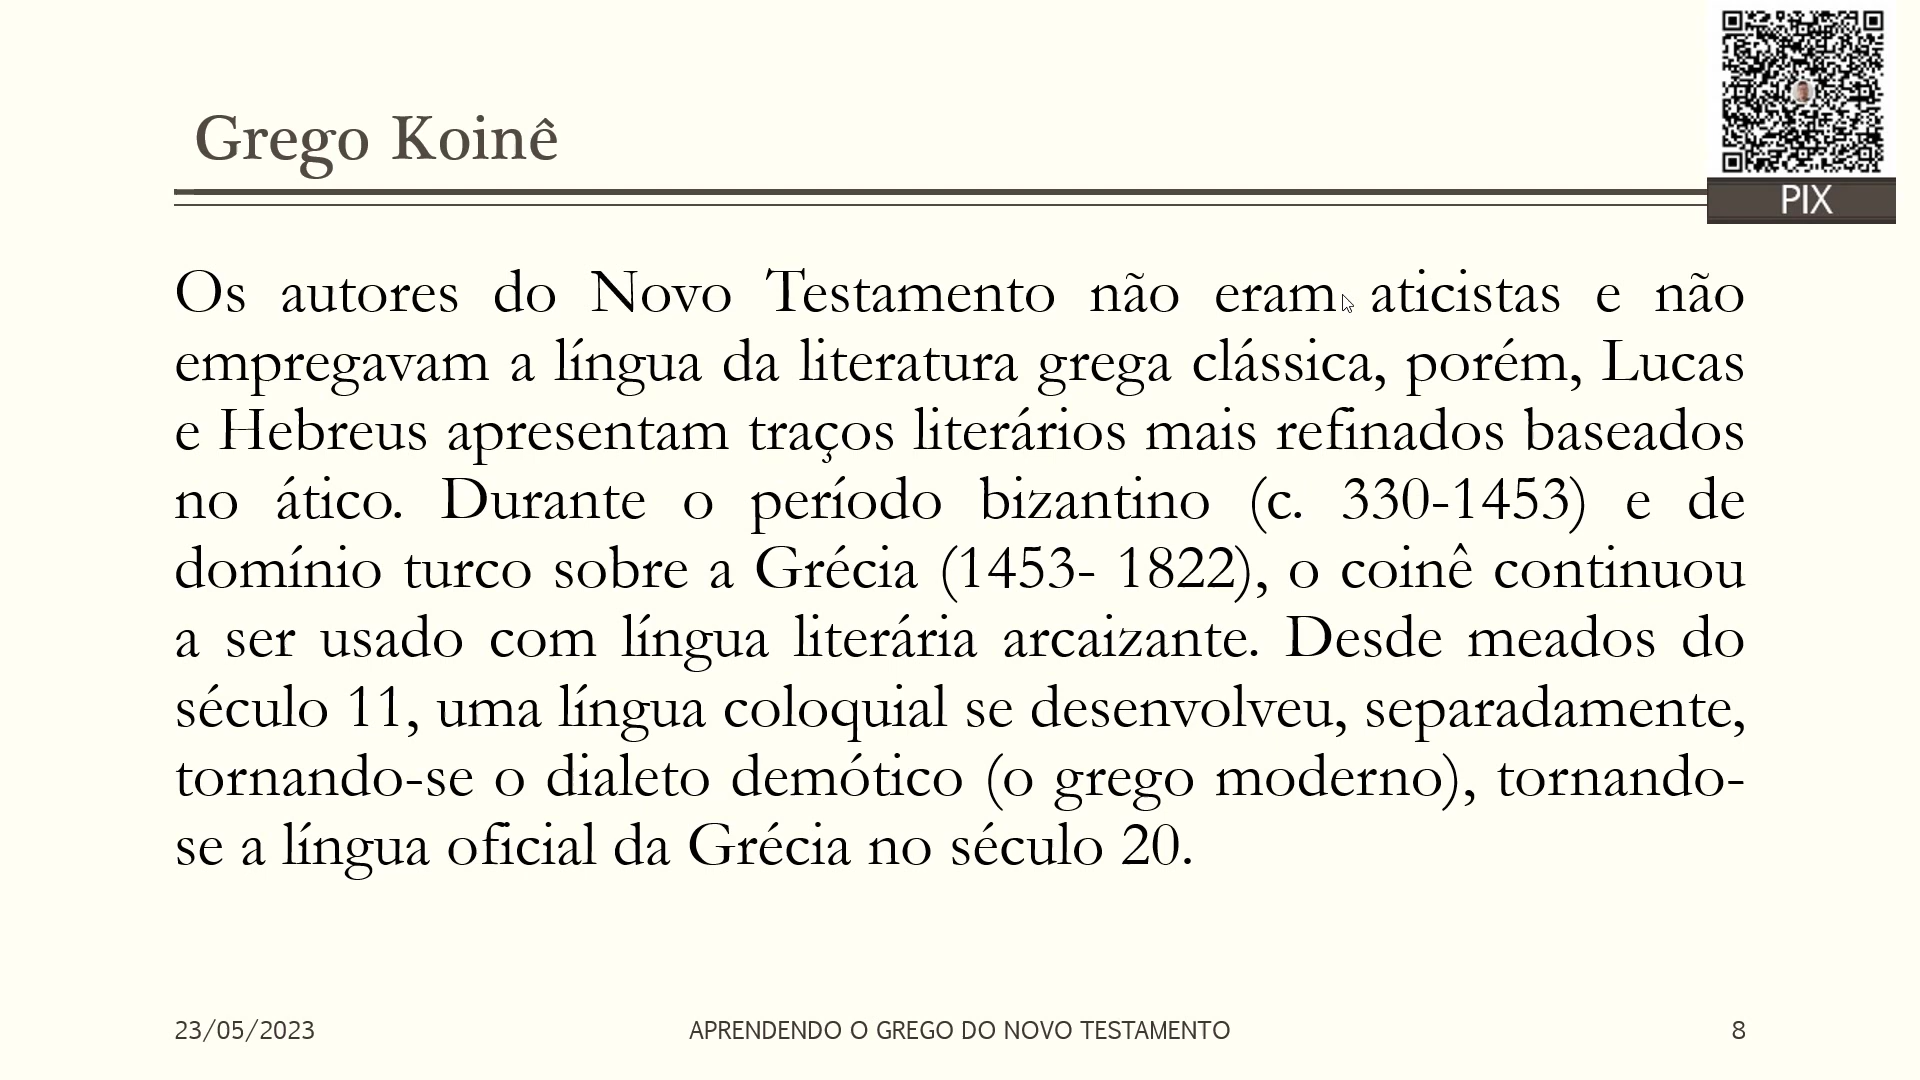 Grego Koinê
PIX
Os autores do Novo Testamento não eram aticistas e não
empregavam a língua da literatura grega clássica, porém, Lucas
e Hebreus apresentam traços literários mais refinados baseados
no ático. Durante o período bizantino (c. 330-1453) e de
domínio turco sobre a Grécia (1453- 1822), o coinê continuou
a ser usado com língua literária arcaizante. Desde meados do
século 11, uma língua coloquial se desenvolveu, separadamente,
tornando-se o dialeto demótico (o grego moderno), tornando-
se a língua oficial da Grécia no século 20.
23/05/2023
APRENDENDO O GREGO DO NOVO TESTAMENTO
8